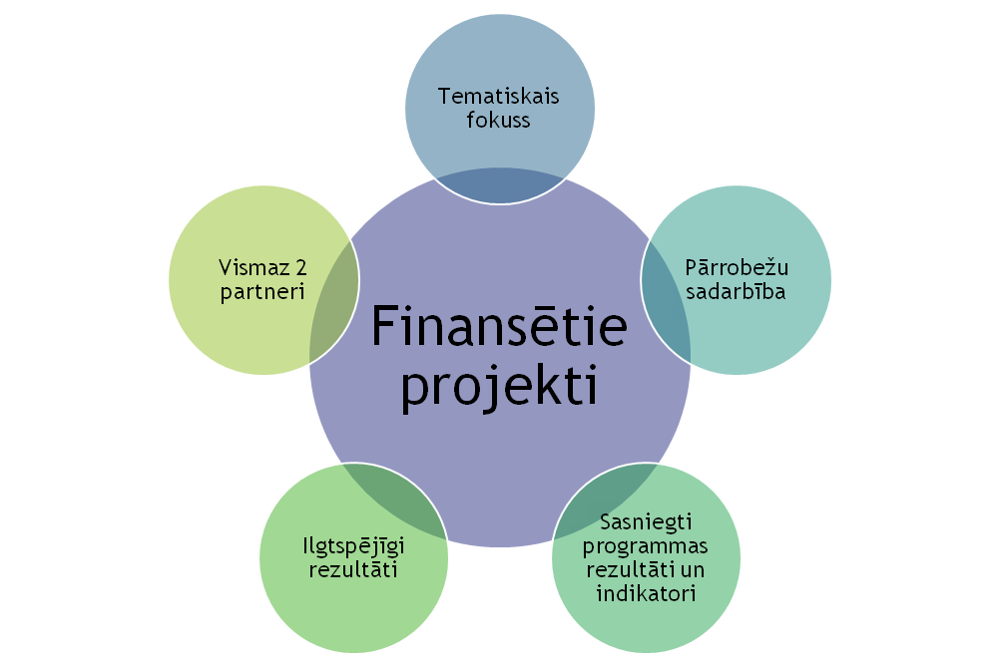 Tematiskais
fokuss
Pārrobežu
sadarbība
Sasniegti
programmas
rezultāti un
indikatori
Ilgtspējīgi
rezultāti
Vismaz 2
partneri
Finansētie
projekti